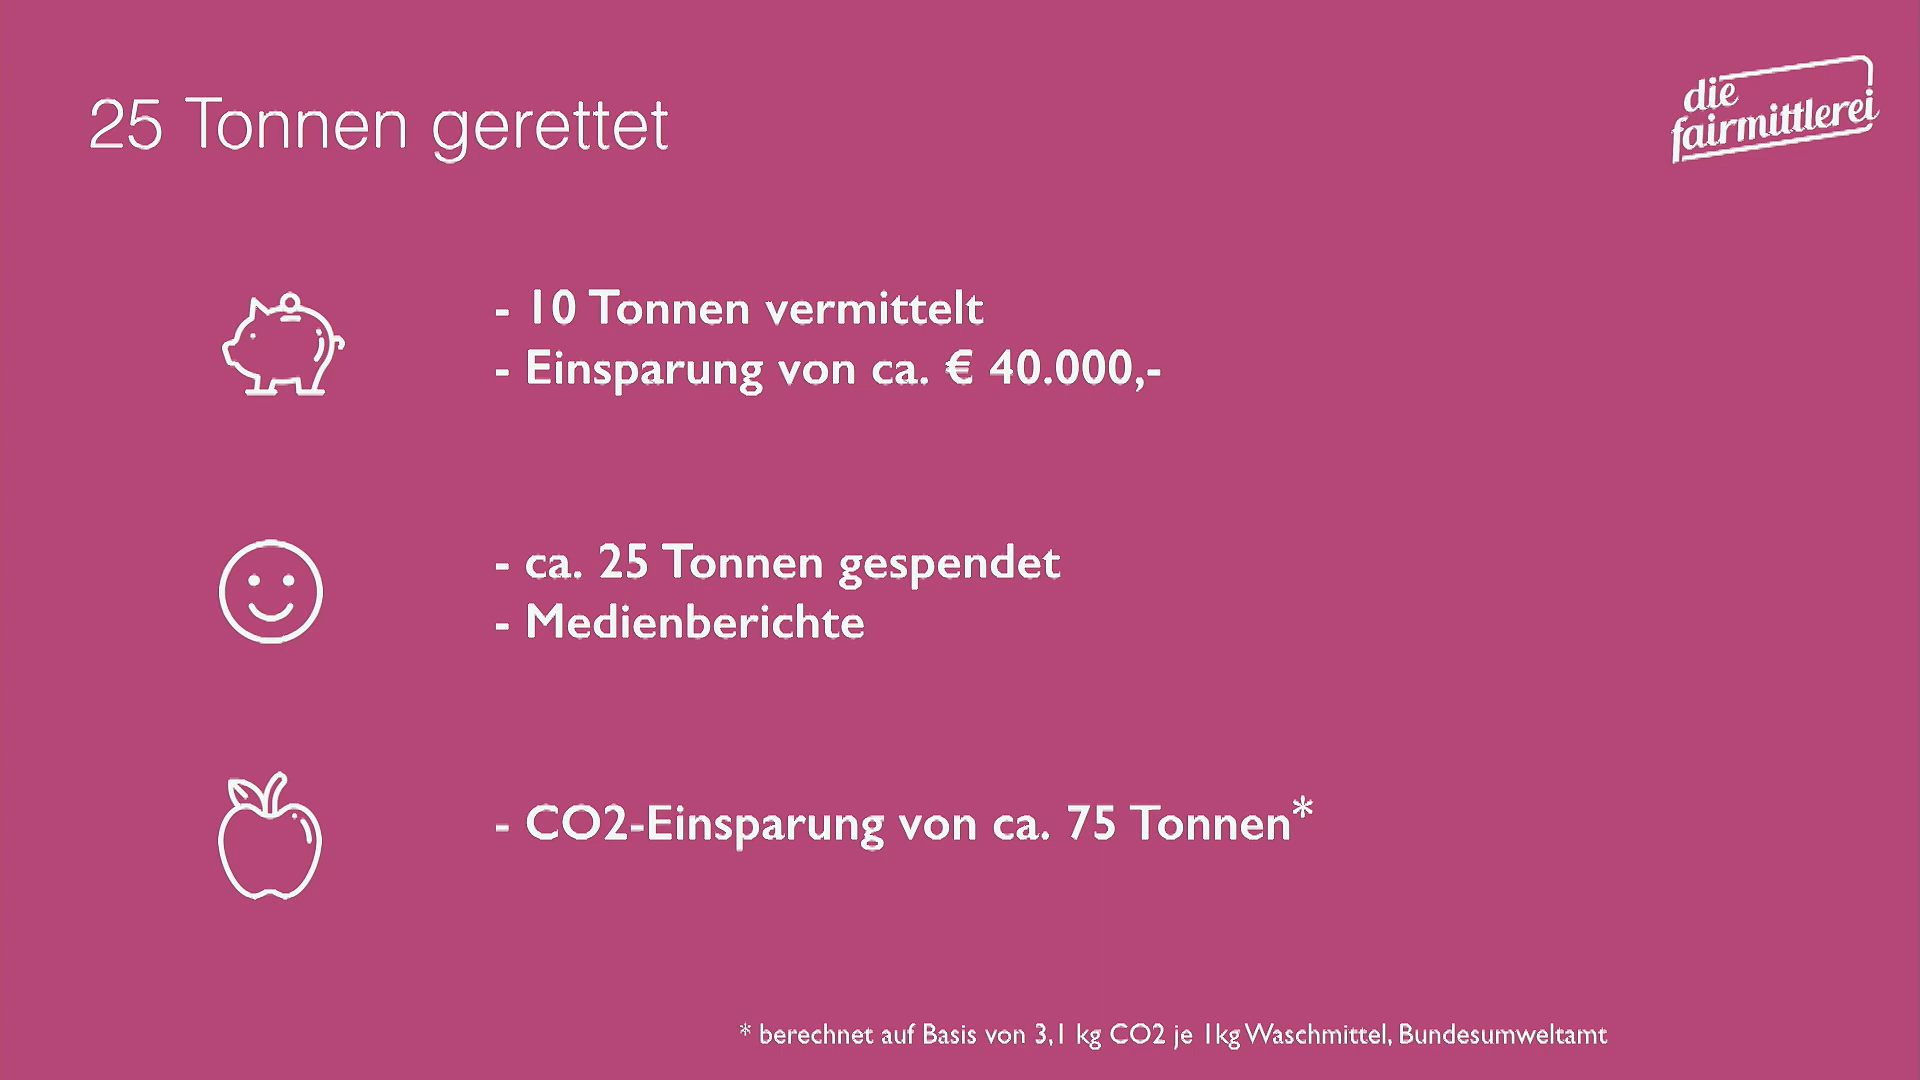 25 Tonnen gerettet
die
fairmittlerei
- 10 Tonnen vermittelt
- Einsparung von ca. € 40.000,-
- ca. 25 Tonnen gespendet
- Medienberichte
- CO2-Einsparung von ca. 75 Tonnen*
* berechnet auf Basis von 3,1 kg CO2 je 1kg Waschmittel, Bundesumweltamt